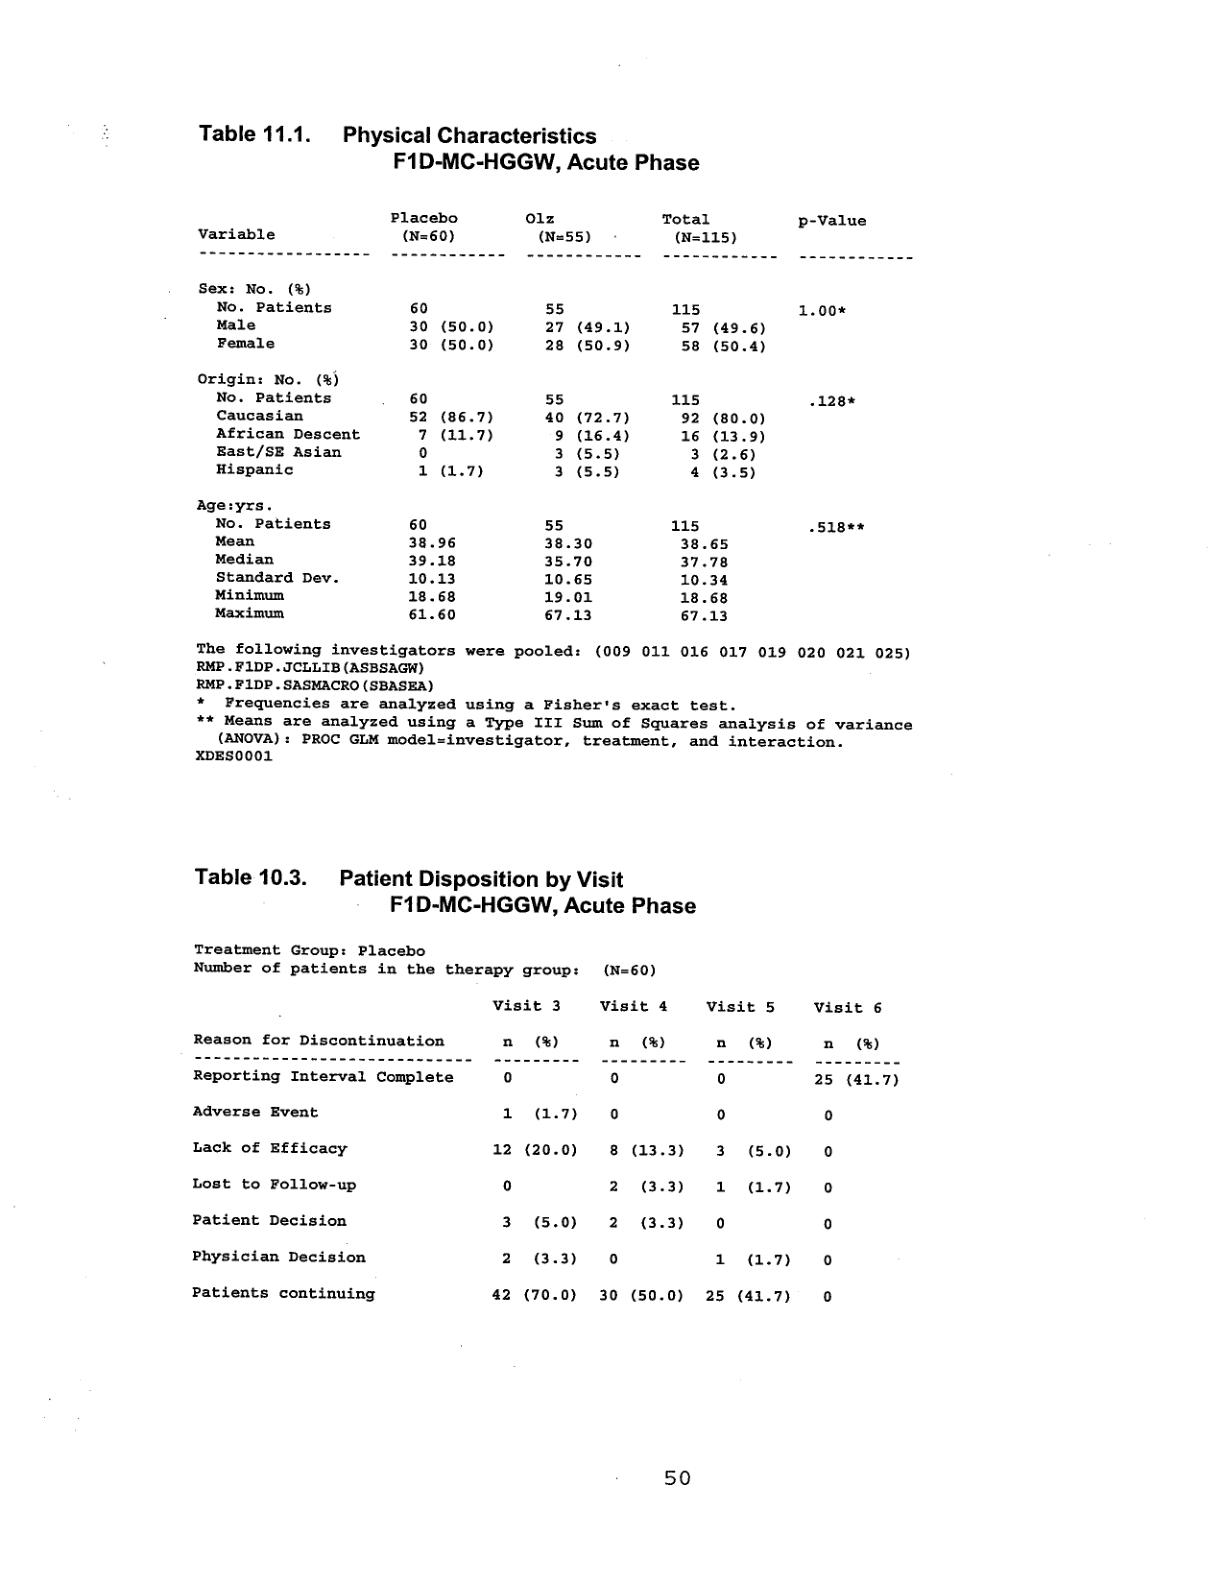 Table 11.1. Physical Characteristics
F1D-MC-HGGW, Acute Phase
Placebo Olz Total p-Value
Variable (N=60) (N=55) (N=115)
------------------ ------------ ------------ ------------ ------------
Sex: No. (%)
No. Patients 60 55 115 1.00*
Male 30 (50.0) 27 (49.1) 57 (49.6)
Female 30 (50.0) 28 (50.9) 58 (50.4)
Origin: No. (%)
No. Patients 60 55 115 .128*
Caucasian 52 (86.7) 40 (72.7) 92 (80.0)
African Descent 7 (11.7) 9 (16.4) 16 (13.9)
East/SE Asian 0 3 (5.5) 3 (2.6)
Hispanic 1 (1.7) 3 (5.5) 4 (3.5)
Age:yrs.
No. Patients 60 55 115 .518**
Mean 38.96 38.30 38.65
Median 39.18 35.70 37.78
Standard Dev. 10.13 10.65 10.34
Minimum 18.68 19.01 18.68
Maximum 61.60 67.13 67.13
The following investigators were pooled: (009 011 016 017 019 020 021 025)
RMP.F1DP.JCLLIB(ASBSAGW)
RMP.F1DP.SASMACRO(SBASEA)
* Frequencies are analyzed using a Fisher's exact test.
** Means are analyzed using a Type III Sum of Squares analysis of variance
(ANOVA): PROC GLM model=investigator, treatment, and interaction.
XDES0001
Table 10.3. Patient Disposition by Visit
F1D-MC-HGGW, Acute Phase
Treatment Group: Placebo
Number of patients in the therapy group: (N=60)
Visit 3 Visit 4 Visit 5 Visit 6
Reason for Discontinuation n (%) n (%) n (%) n (%)
----------------------------- --------- --------- --------- ---------
Reporting Interval Complete 0 0 0 25 (41.7)
Adverse Event 1 (1.7) 0 0 0
Lack of Efficacy 12 (20.0) 8 (13.3) 3 (5.0) 0
Lost to Follow-up 0 2 (3.3) 1 (1.7) 0
Patient Decision 3 (5.0) 2 (3.3) 0 0
Physician Decision 2 (3.3) 0 1 (1.7) 0
Patients continuing 42 (70.0) 30 (50.0) 25 (41.7) 0
50